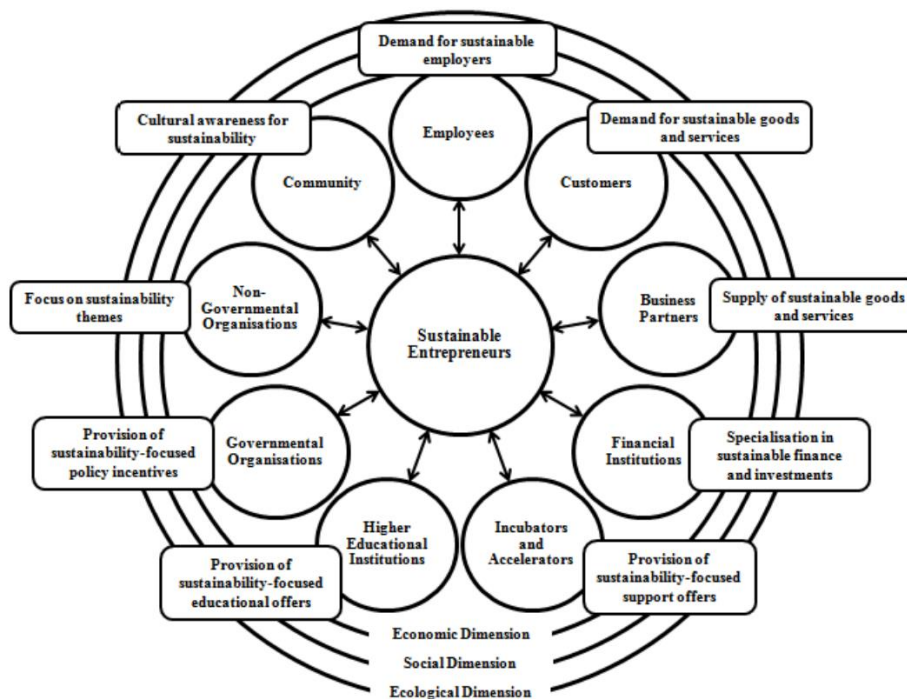 Demand for sustainable
employers
Cultural awareness for
sustainability
Demand for sustainable goods
and services
Employees
Community
Customers
Focus on sustainability
themes
Non-
Governmental
Organisations
Business
Partners
Supply of sustainable goods
and services
Sustainable
Entrepreneurs
Provision of
sustainability-focused
policy incentives
Governmental
Organisations
Financial
Institutions
Specialisation in
sustainable finance
and investments
Higher
Educational
Institutions
Incubators
and
Accelerators
Provision of
sustainability-focused
educational offers
Provision of
sustainability-focused
support offers
Economic Dimension
Social Dimension
Ecological Dimension